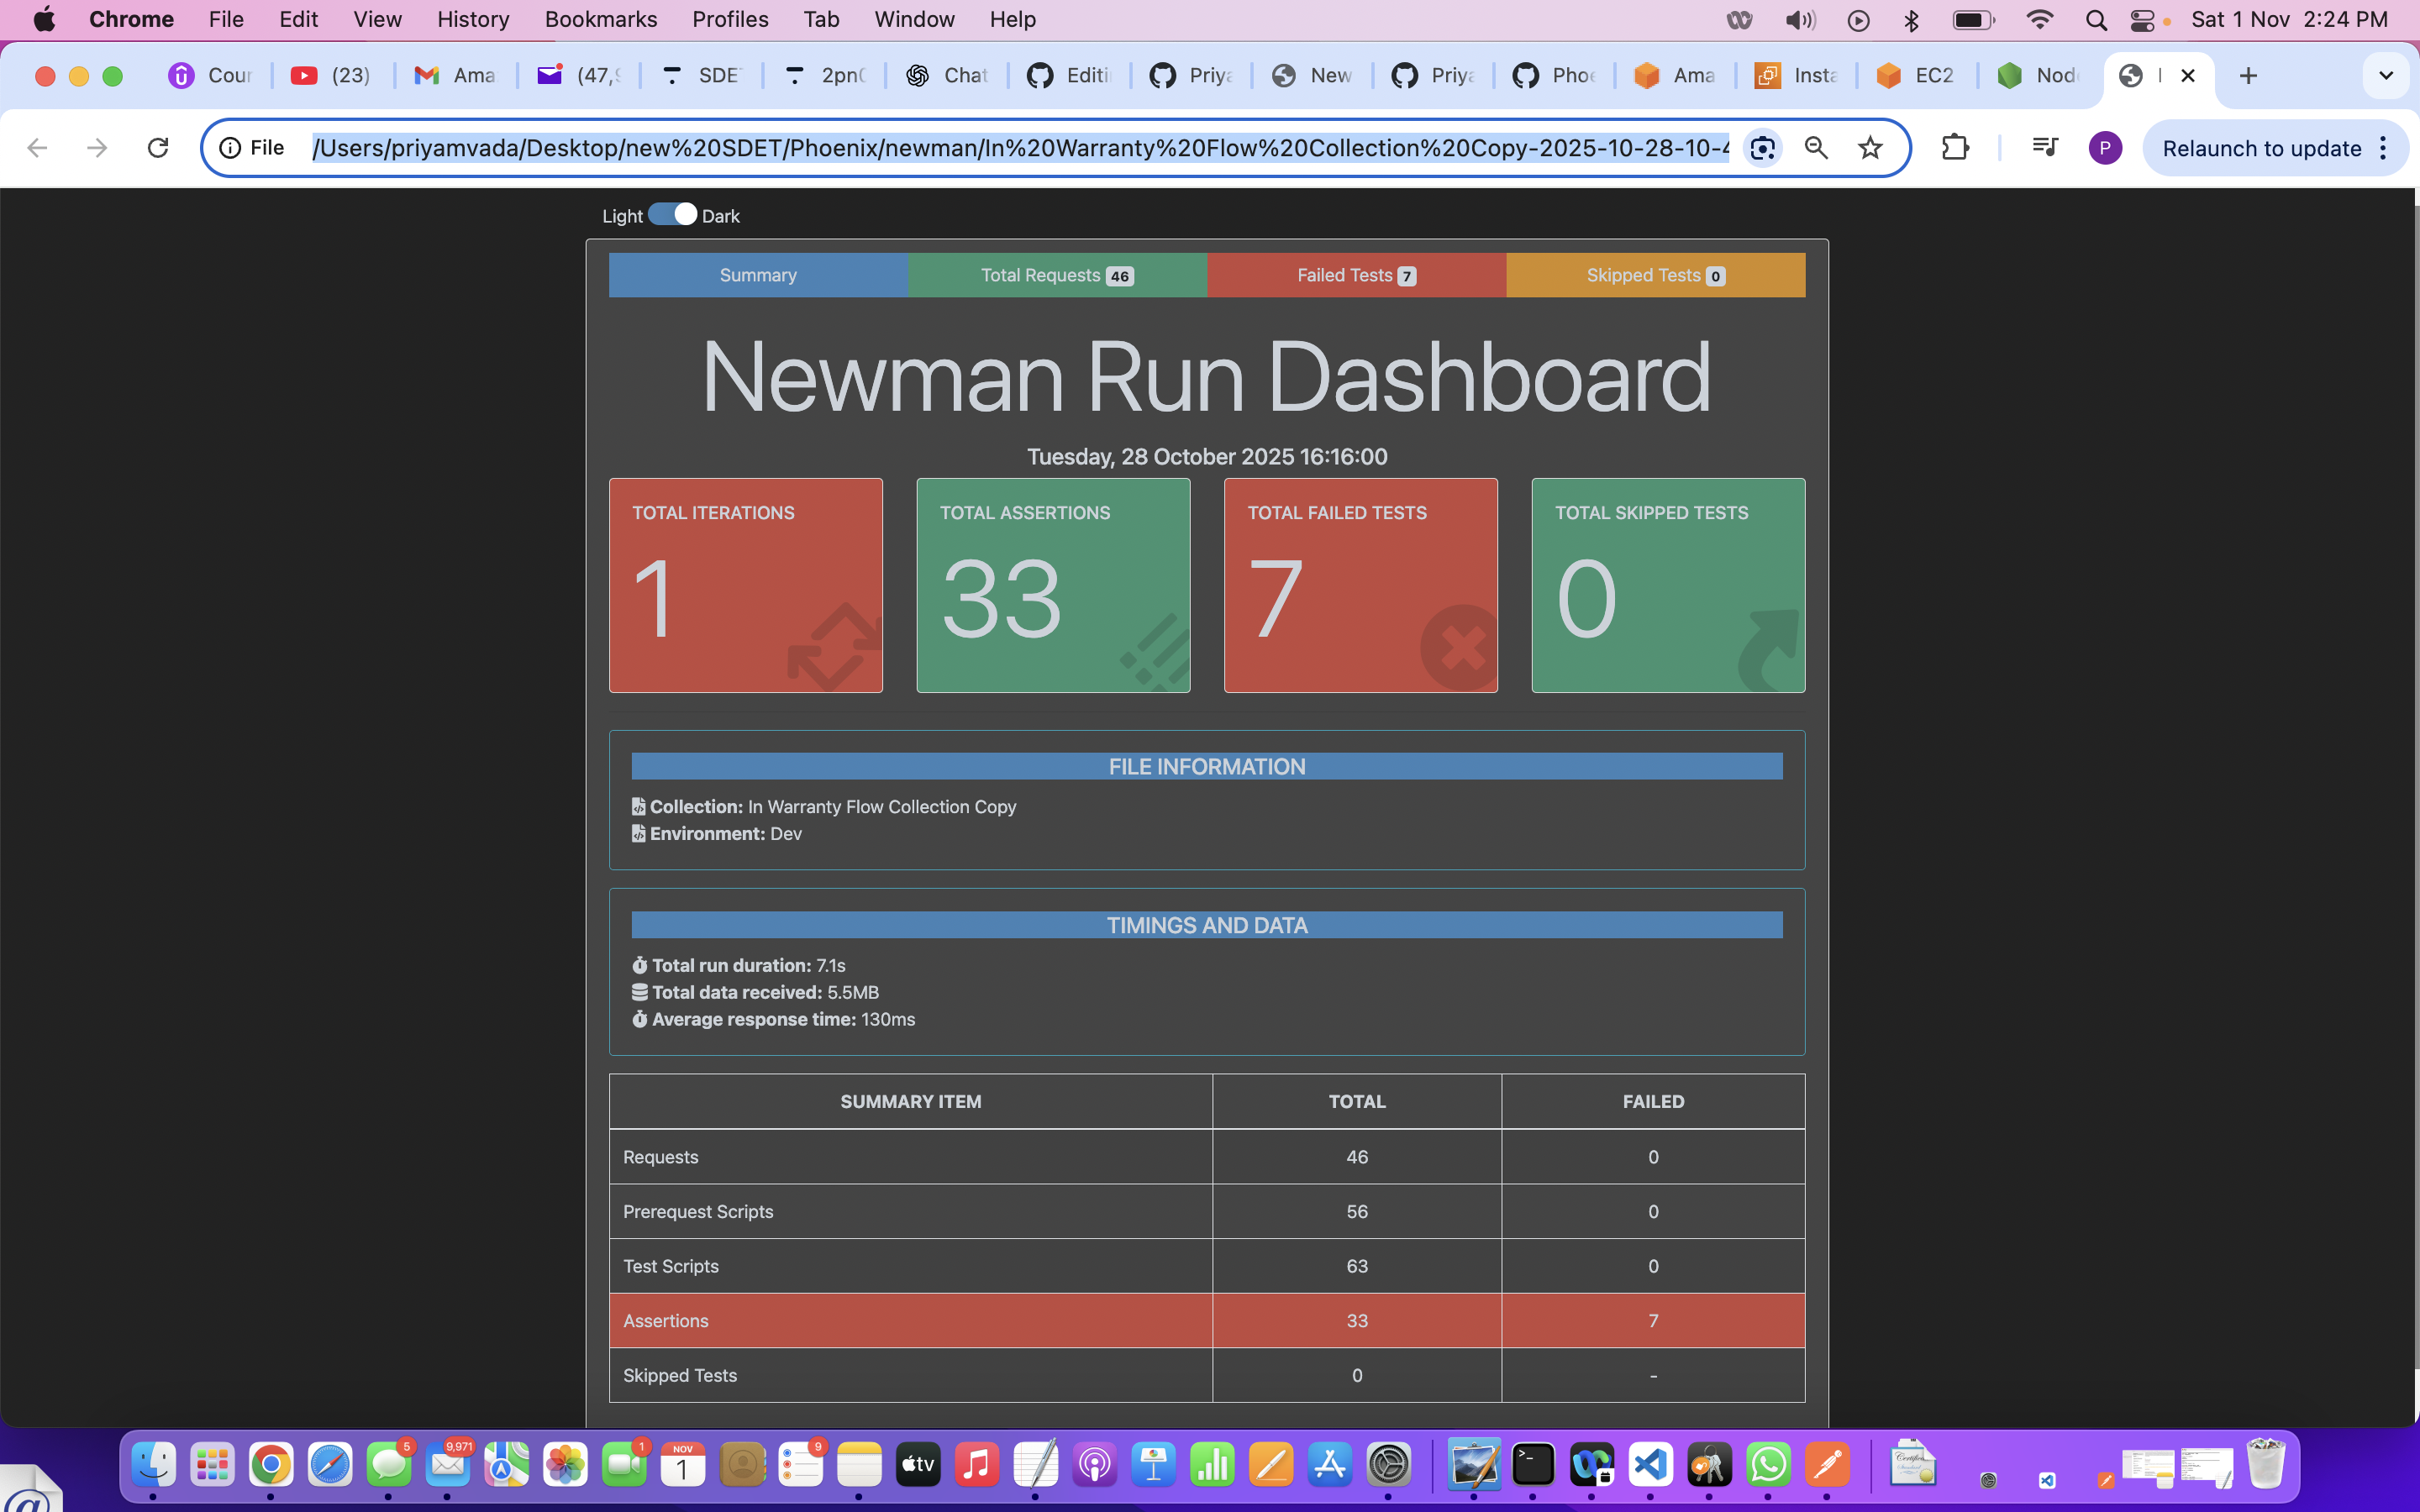 Chrome File Edit View History Bookmarks Profiles Tab Window Help Sat 1 Nov 2:24 PM
Cour (23) Ama (47,9 SDE 2pn Chat Editi Priya New Priya Phoe Ama Insta EC2 Nod
File /Users/priyamvada/Desktop/new%20SDET/Phoenix/newman/In%20Warranty%20Flow%20Collection%20Copy-2025-10-28-10-4 P Relaunch to update
Light Dark
Summary Total Requests 46 Failed Tests 7 Skipped Tests 0
Newman Run Dashboard
Tuesday, 28 October 2025 16:16:00
TOTAL ITERATIONS TOTAL ASSERTIONS TOTAL FAILED TESTS TOTAL SKIPPED TESTS
1 33 7 0
FILE INFORMATION
Collection: In Warranty Flow Collection Copy
Environment: Dev
TIMINGS AND DATA
Total run duration: 7.1s
Total data received: 5.5MB
Average response time: 130ms
SUMMARY ITEM TOTAL FAILED
Requests 46 0
Prerequest Scripts 56 0
Test Scripts 63 0
Assertions 33 7
Skipped Tests 0 -
5 9,971 1 NOV 1 9 tv